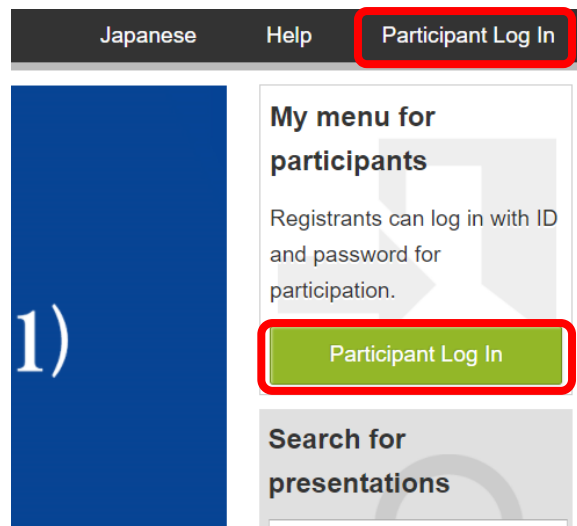 Japanese Help Participant Log In
My menu for
participants
Registrants can log in with ID
and password for
participation.
1)
Participant Log In
Search for
presentations